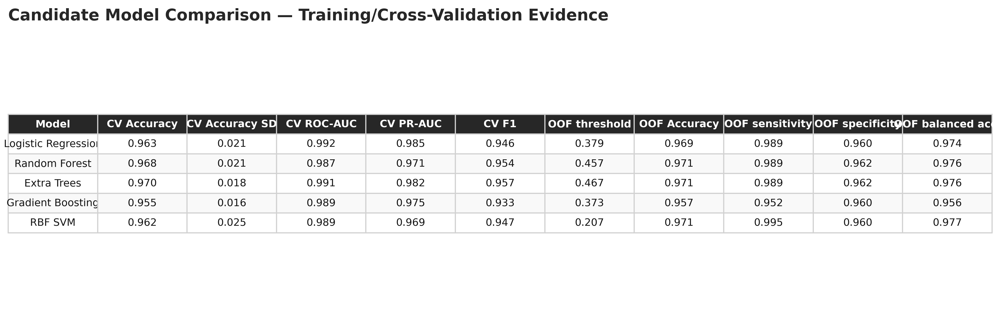 Candidate Model Comparison — Training/Cross-Validation Evidence
Model CV Accuracy CV Accuracy SD CV ROC-AUC CV PR-AUC CV F1 OOF threshold OOF Accuracy OOF sensitivity OOF specificity OOF balanced acc
Logistic Regression 0.963 0.021 0.992 0.985 0.946 0.379 0.969 0.989 0.960 0.974
Random Forest 0.968 0.021 0.987 0.971 0.954 0.457 0.971 0.989 0.962 0.976
Extra Trees 0.970 0.018 0.991 0.982 0.957 0.467 0.971 0.989 0.962 0.976
Gradient Boosting 0.955 0.016 0.989 0.975 0.933 0.373 0.957 0.952 0.960 0.956
RBF SVM 0.962 0.025 0.989 0.969 0.947 0.207 0.971 0.995 0.960 0.977